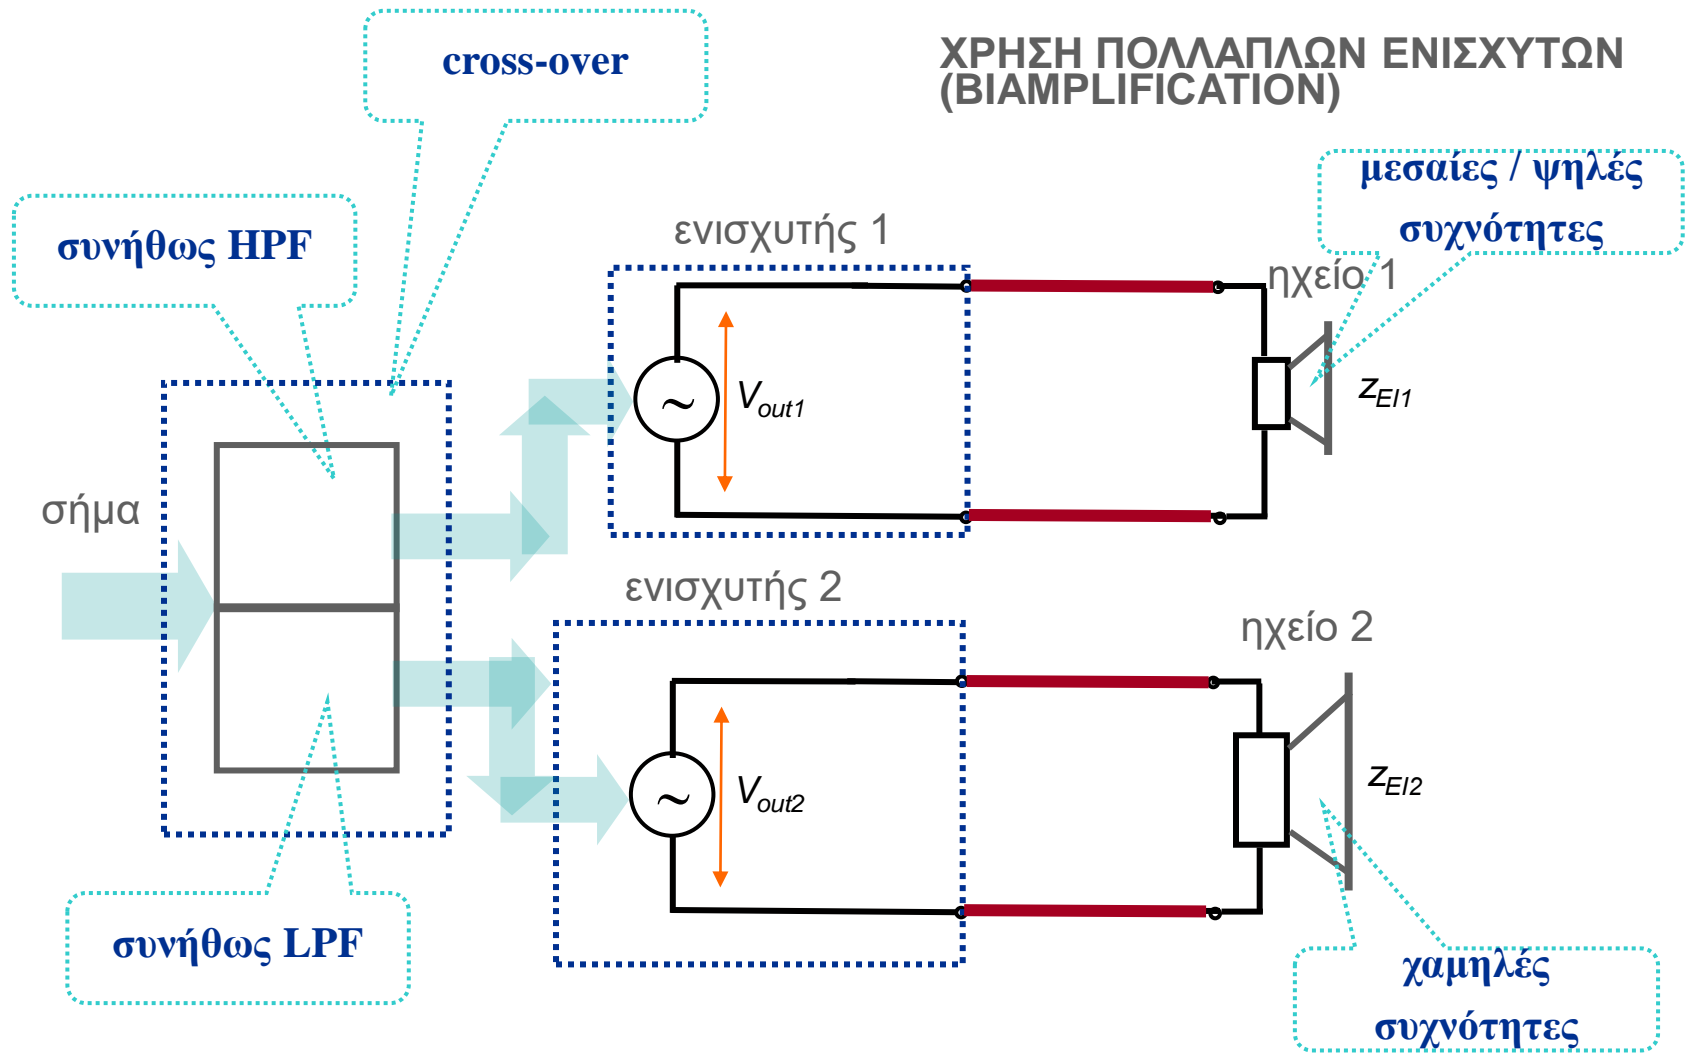 ΧΡΗΣΗ ΠΟΛΛΑΠΛΩΝ ΕΝΙΣΧΥΤΩΝ
(BIAMPLIFICATION)
cross-over
μεσαίες / ψηλές
συχνότητες
συνήθως HPF
ενισχυτής 1
ηχείο 1
~
Vout1
zEl1
σήμα
ενισχυτής 2
ηχείο 2
~
Vout2
zEl2
συνήθως LPF
χαμηλές
συχνότητες